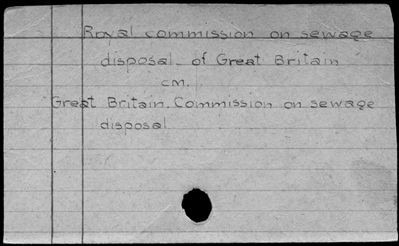 Royal commission on sewage
disposal of Great Britain
cm.
Great Britain. Commission on sewage
disposal